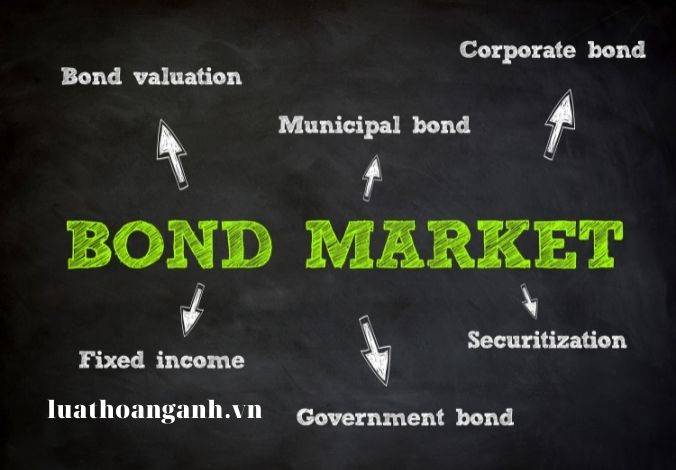 Corporate bond
Bond valuation
Municipal bond
BOND MARKET
Securitization
Fixed income
luathoanganh.vn
Government bond